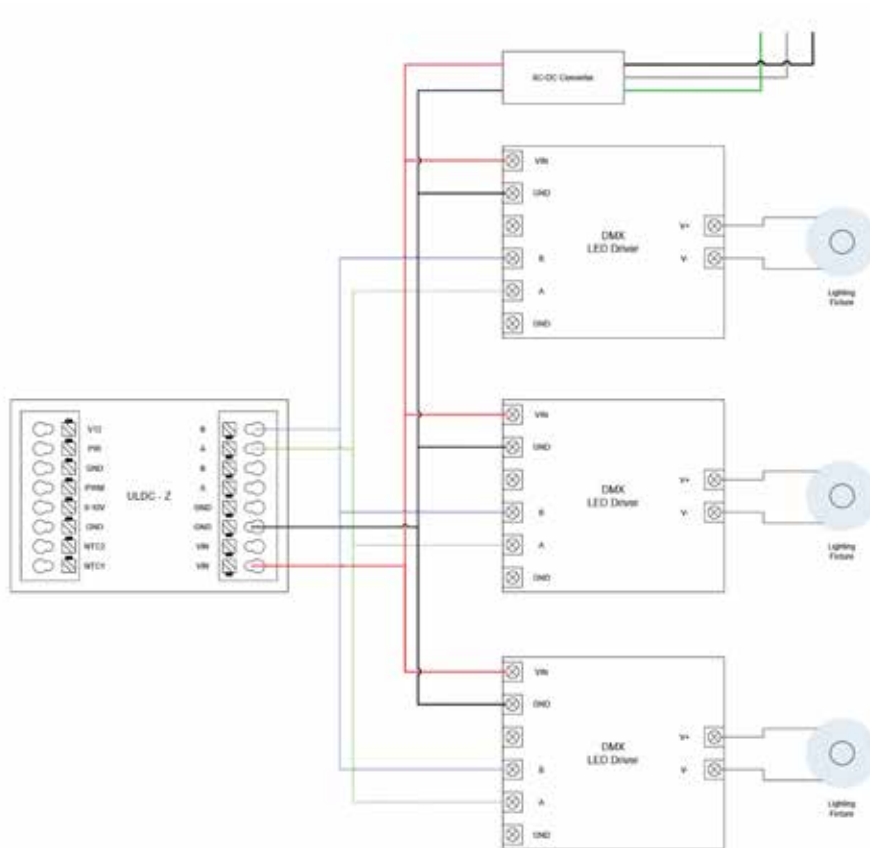 AC-DC Converter
VIN
GND
DMX
LED Driver
B
A
GND
V+
V-
Lighting
Fixture
V12
PIR
GND
PWM
0-10V
GND
NTC2
NTC1
ULDC - Z
B
A
B
A
GND
GND
VIN
VIN
VIN
GND
DMX
LED Driver
B
A
GND
V+
V-
Lighting
Fixture
VIN
GND
DMX
LED Driver
B
A
GND
V+
V-
Lighting
Fixture